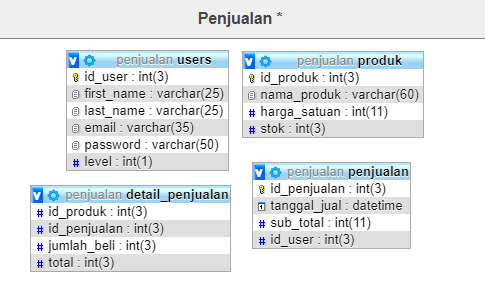 Penjualan *
penjualan users
id_user : int(3)
first_name : varchar(25)
last_name : varchar(25)
email : varchar(35)
password : varchar(50)
level : int(1)
penjualan produk
id_produk : int(3)
nama_produk : varchar(60)
harga_satuan : int(11)
stok : int(3)
penjualan detail_penjualan
id_produk : int(3)
id_penjualan : int(3)
jumlah_beli : int(3)
total : int(3)
penjualan penjualan
id_penjualan : int(3)
tanggal_jual : datetime
sub_total : int(11)
id_user : int(3)